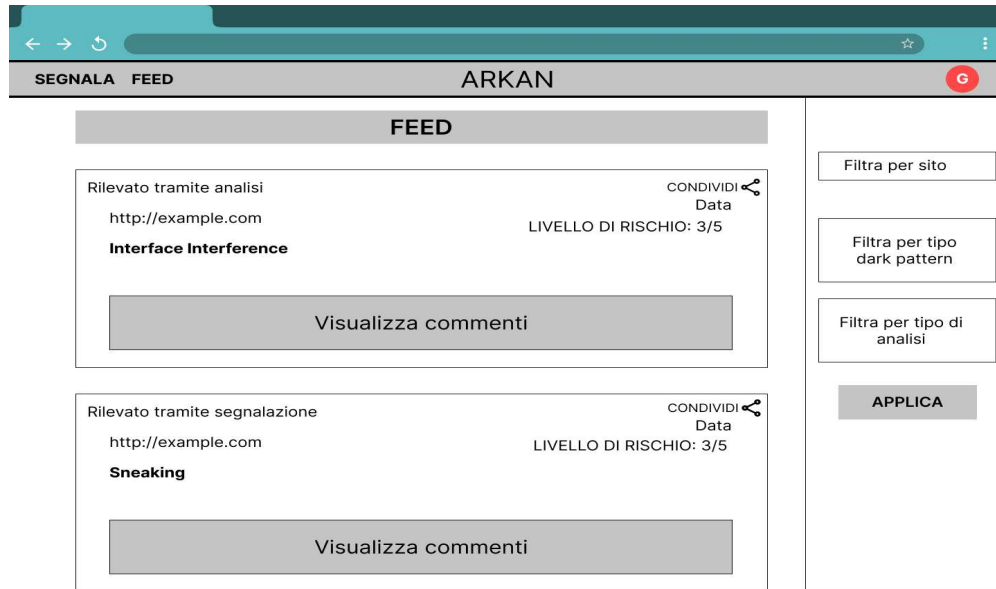 SEGNALA FEED ARKAN G
FEED
Rilevato tramite analisi
CONDIVIDI
Data
http://example.com
LIVELLO DI RISCHIO: 3/5
Interface Interference
Visualizza commenti
Rilevato tramite segnalazione
CONDIVIDI
Data
http://example.com
LIVELLO DI RISCHIO: 3/5
Sneaking
Visualizza commenti
Filtra per sito
Filtra per tipo
dark pattern
Filtra per tipo di
analisi
APPLICA